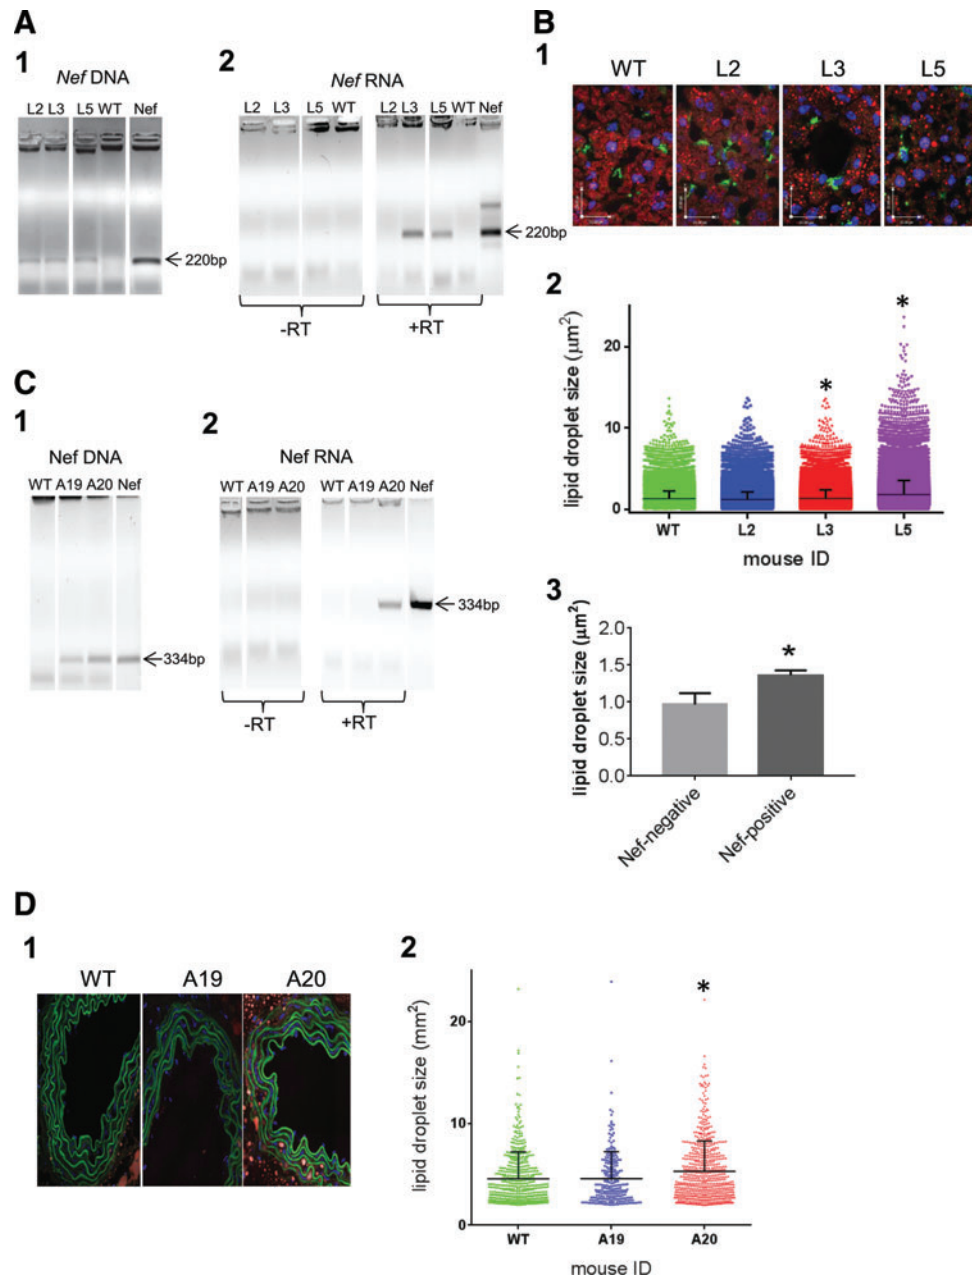 A
1
Nef DNA
L2 L3 L5 WT Nef
220bp
2
Nef RNA
L2 L3 L5 WT L2 L3 L5 WT Nef
220bp
-RT +RT
B
1
WT L2 L3 L5
2
lipid droplet size (μm²)
20
10
0
* *
WT L2 L3 L5
mouse ID
3
lipid droplet size (μm²)
2.0
1.5
1.0
0.5
0.0
*
Nef-negative Nef-positive
C
1
Nef DNA
WT A19 A20 Nef
334bp
2
Nef RNA
WT A19 A20 WT A19 A20 Nef
334bp
-RT +RT
D
1
WT A19 A20
2
lipid droplet size (mm²)
20
10
0
*
WT A19 A20
mouse ID